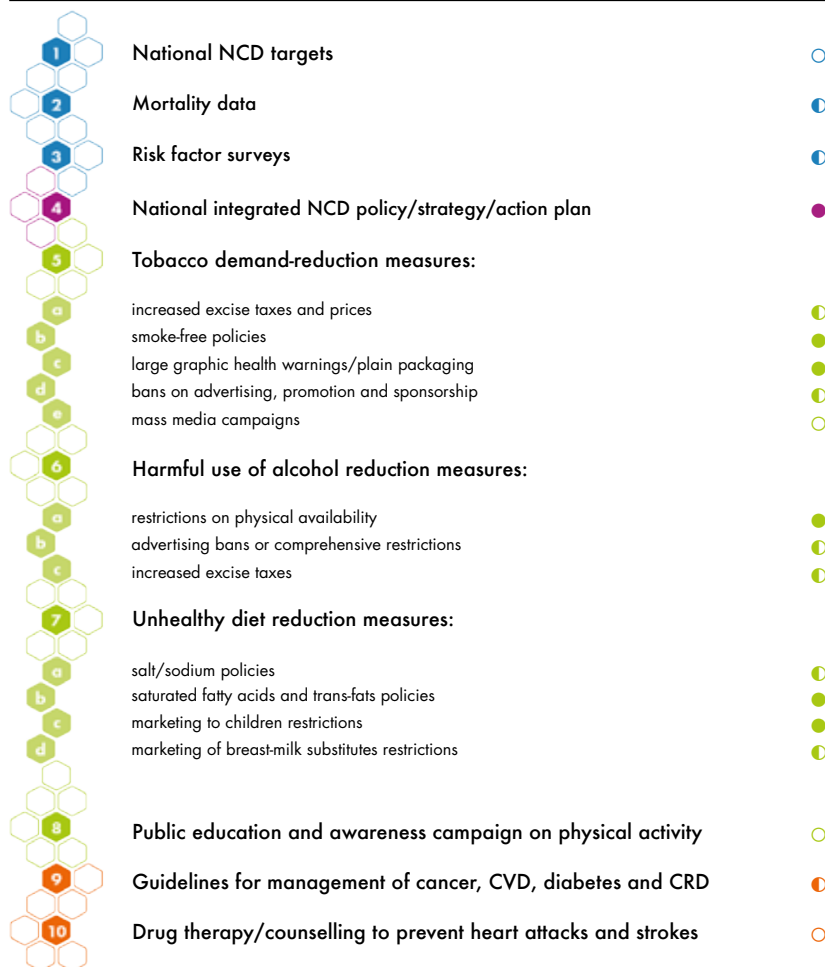 1 National NCD targets ○
2 Mortality data ◐
3 Risk factor surveys ◐
4 National integrated NCD policy/strategy/action plan ●
5 Tobacco demand-reduction measures:
a increased excise taxes and prices ◐
b smoke-free policies ●
c large graphic health warnings/plain packaging ●
d bans on advertising, promotion and sponsorship ◐
e mass media campaigns ○
6 Harmful use of alcohol reduction measures:
a restrictions on physical availability ●
b advertising bans or comprehensive restrictions ◐
c increased excise taxes ◐
7 Unhealthy diet reduction measures:
a salt/sodium policies ◐
b saturated fatty acids and trans-fats policies ●
c marketing to children restrictions ●
d marketing of breast-milk substitutes restrictions ◐
8 Public education and awareness campaign on physical activity ○
9 Guidelines for management of cancer, CVD, diabetes and CRD ◐
10 Drug therapy/counselling to prevent heart attacks and strokes ○